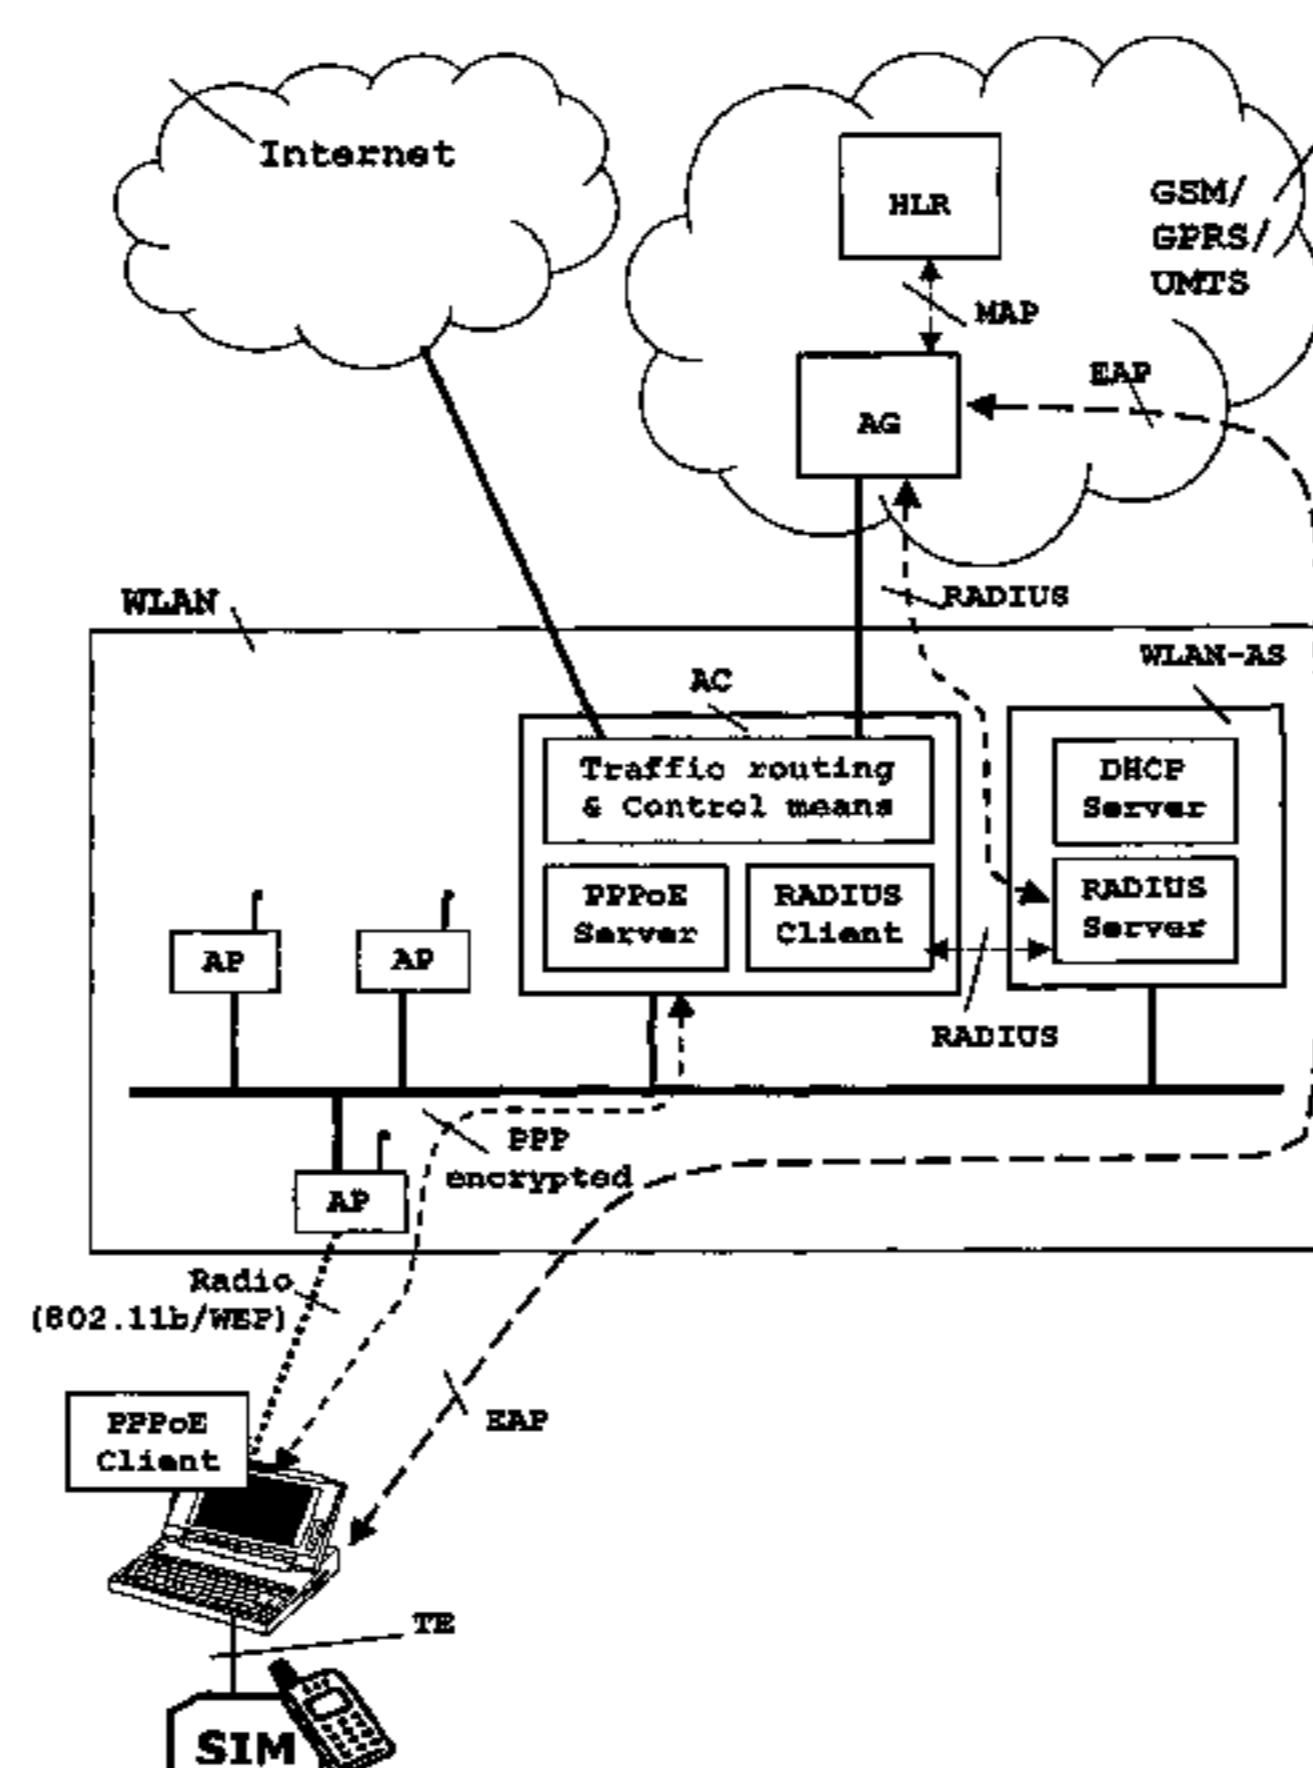 Internet
HLR
GSM/
GPRS/
UMTS
MAP
EAP
AG
RADIUS
WLAN
WLAN-AS
AC
Traffic routing
& Control means
DHCP
Server
PPPoE
Server
RADIUS
Client
RADIUS
Server
AP
AP
RADIUS
PPP
encrypted
AP
Radio
(802.11b/WEP)
PPPoE
Client
EAP
TE
SIM